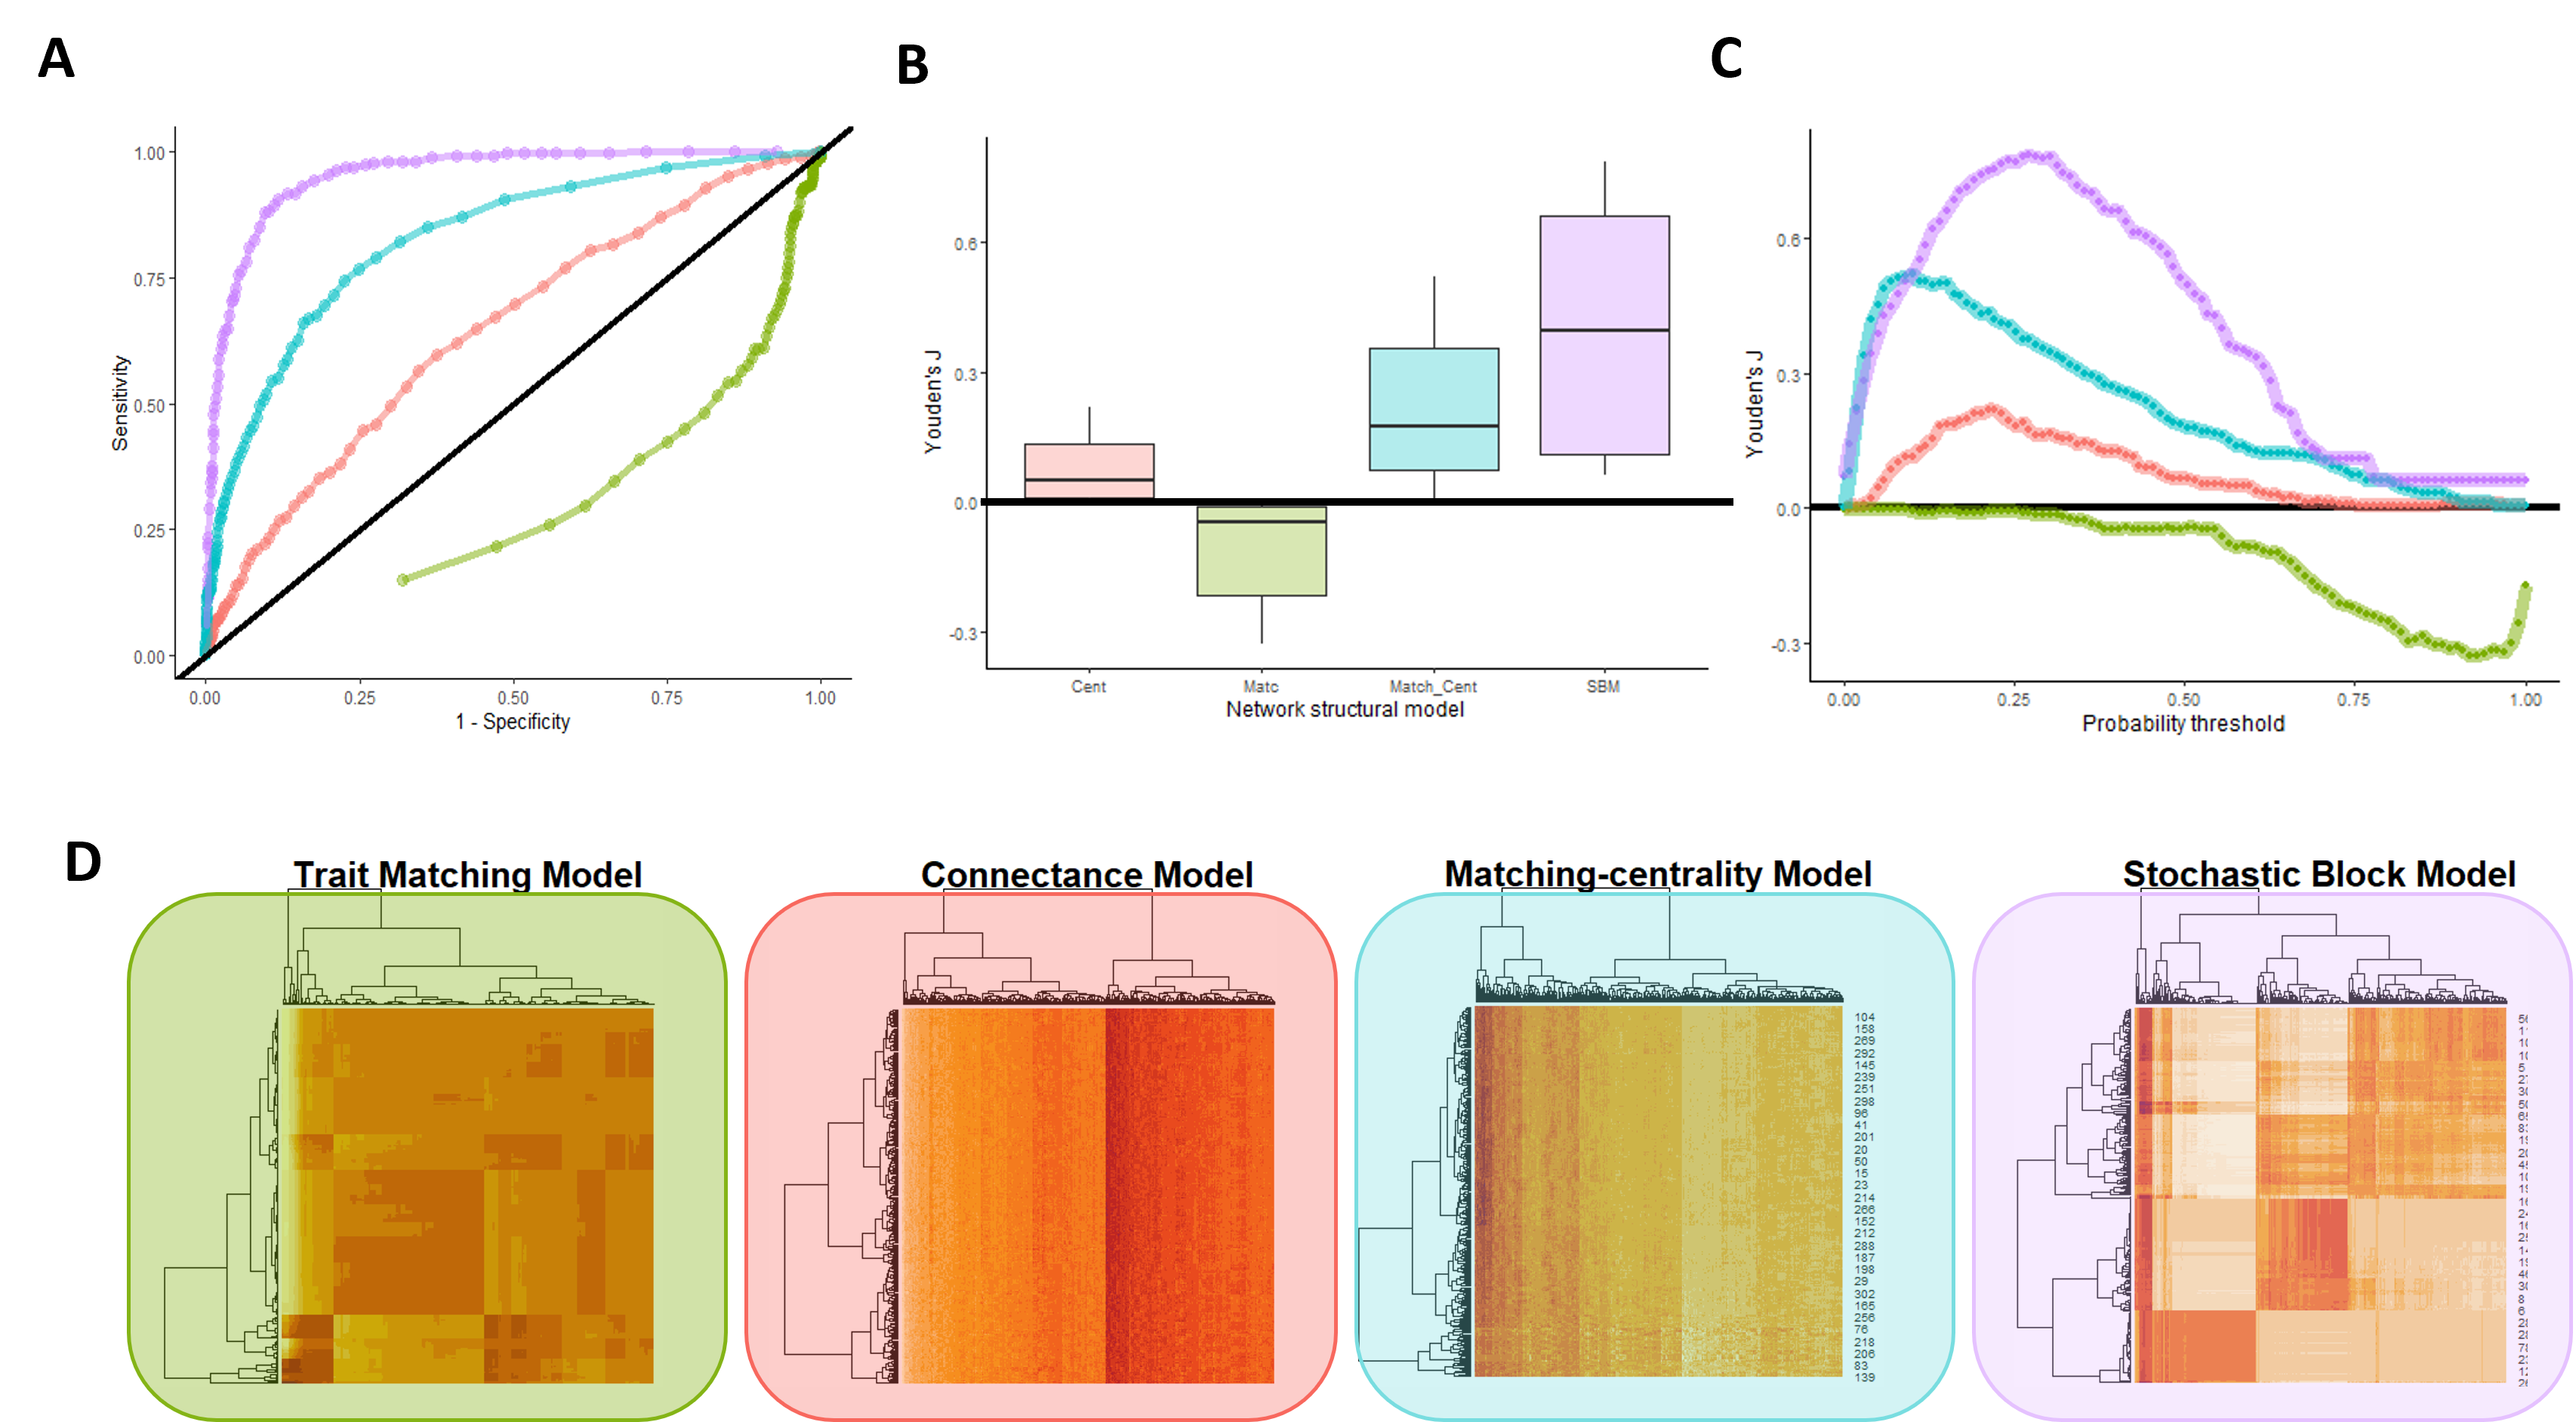 A
B
C
1.00
0.75
0.50
0.25
0.00
Sensitivity
0.00 0.25 0.50 0.75 1.00
1 - Specificity
0.6
0.3
0.0
-0.3
Youden's J
Cent Matc Match_Cent SBM
Network structural model
0.6
0.3
0.0
-0.3
Youden's J
0.00 0.25 0.50 0.75 1.00
Probability threshold
D
Trait Matching Model
Connectance Model
Matching-centrality Model
Stochastic Block Model
104
158
269
292
145
239
251
298
96
41
201
20
50
15
23
214
266
152
212
288
187
198
29
302
165
256
76
218
206
83
139